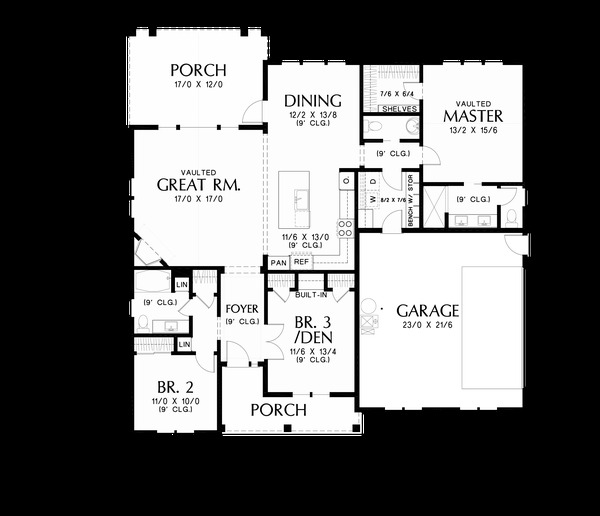 PORCH
17/0 X 12/0
DINING
12/2 X 13/8
(9' CLG.)
7/6 X 6/4
SHELVES
VAULTED
MASTER
13/2 X 15/6
(9' CLG.)
VAULTED
GREAT RM.
17/0 X 17/0
W D
8/2 X 7/6
BENCH W/ STOR
(9' CLG.)
11/6 X 13/0
(9' CLG.)
PAN
REF
LIN
(9' CLG.)
LIN
FOYER
(9' CLG.)
BUILT-IN
BR. 3
/DEN
11/6 X 13/4
(9' CLG.)
GARAGE
23/0 X 21/6
BR. 2
11/0 X 10/0
(9' CLG.)
PORCH